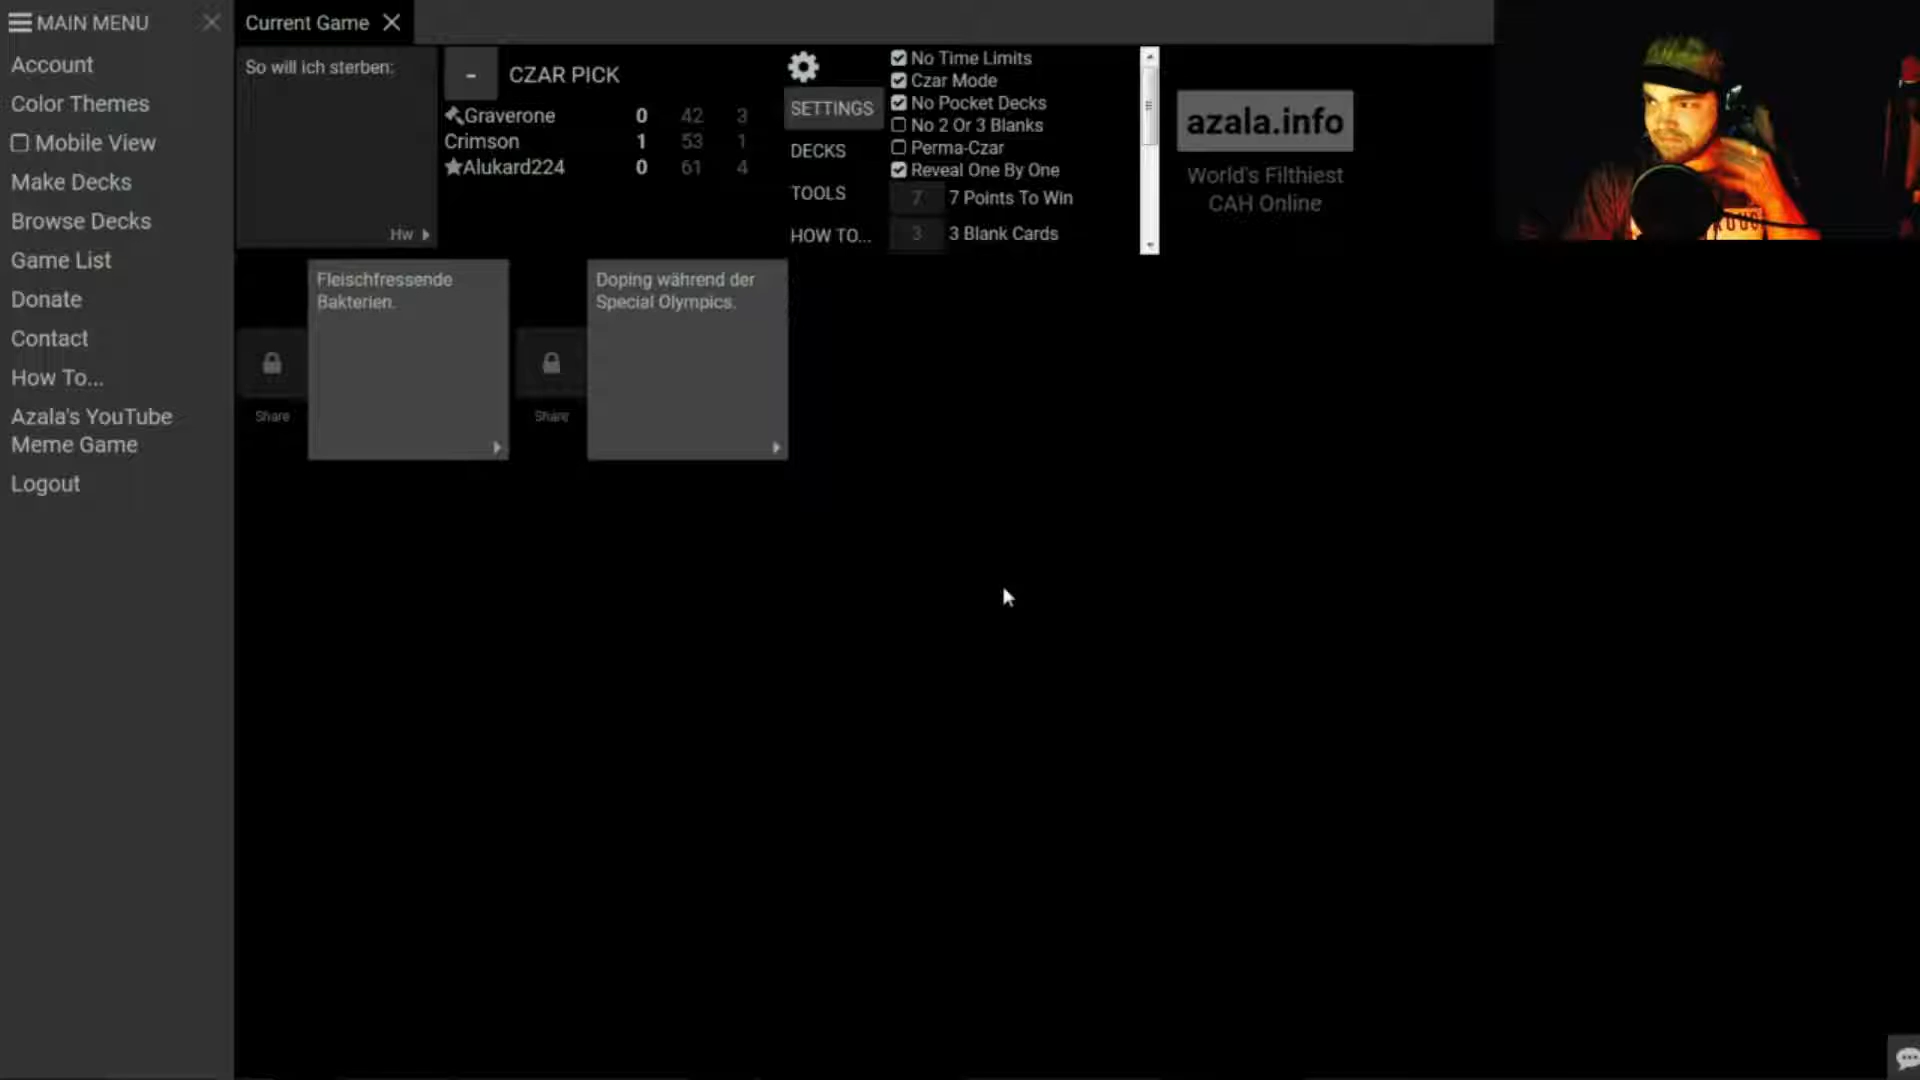 MAIN MENU
Account
Color Themes
Mobile View
Make Decks
Browse Decks
Game List
Donate
Contact
How To...
Azala's YouTube
Meme Game
Logout
Current Game
So will ich sterben:
Hw
- CZAR PICK
Graverone 0 42 3
Crimson 1 53 1
Alukard224 0 61 4
SETTINGS
DECKS
TOOLS
HOW TO...
No Time Limits
Czar Mode
No Pocket Decks
No 2 Or 3 Blanks
Perma-Czar
Reveal One By One
7 7 Points To Win
3 3 Blank Cards
azala.info
World's Filthiest
CAH Online
Share
Fleischfressende
Bakterien.
Share
Doping während der
Special Olympics.